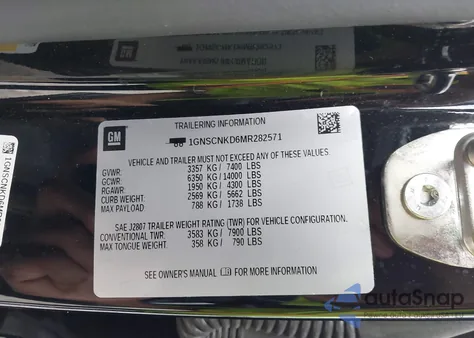 TRAILERING INFORMATION
GM
1GNSCNKD6MR282571
VEHICLE AND TRAILER MUST NOT EXCEED ANY OF THESE VALUES:
GVWR: 3357 KG/ 7400 LBS
GCWR: 6350 KG/14000 LBS
RGAWR: 1950 KG/ 4300 LBS
CURB WEIGHT: 2569 KG/ 5662 LBS
MAX PAYLOAD: 788 KG/ 1738 LBS
SAE J2807 TRAILER WEIGHT RATING (TWR) FOR VEHICLE CONFIGURATION.
CONVENTIONAL TWR: 3583 KG/ 7900 LBS
MAX TONGUE WEIGHT: 358 KG/ 790 LBS
SEE OWNER'S MANUAL FOR MORE INFORMATION
autoSnap